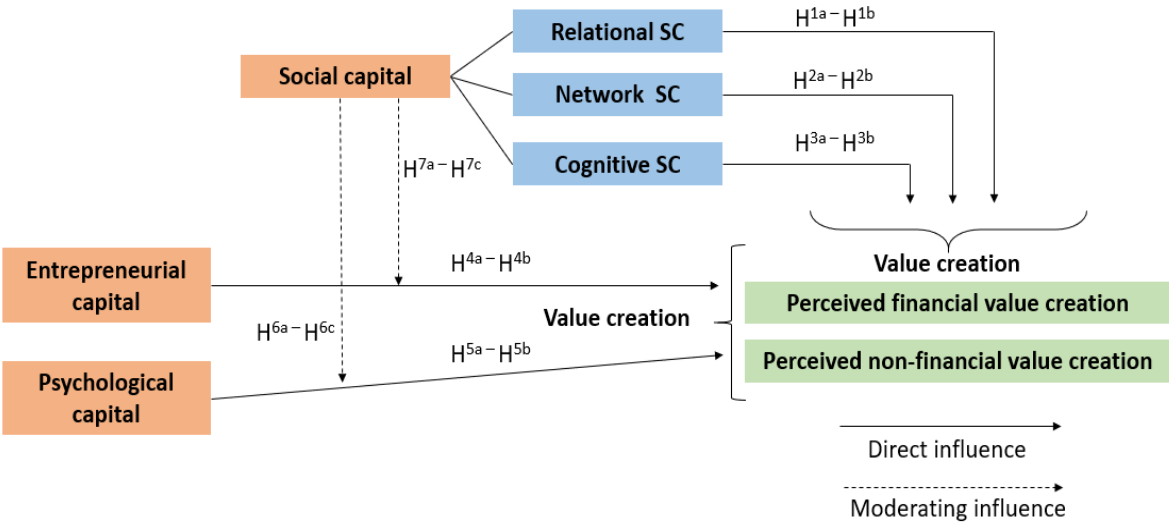 Relational SC
H1a – H1b
Social capital
Network SC
H2a – H2b
Cognitive SC
H3a – H3b
H7a – H7c
Entrepreneurial
capital
H4a – H4b
Value creation
Perceived financial value creation
Value creation
H6a – H6c
H5a – H5b
Perceived non-financial value creation
Psychological
capital
Direct influence
Moderating influence